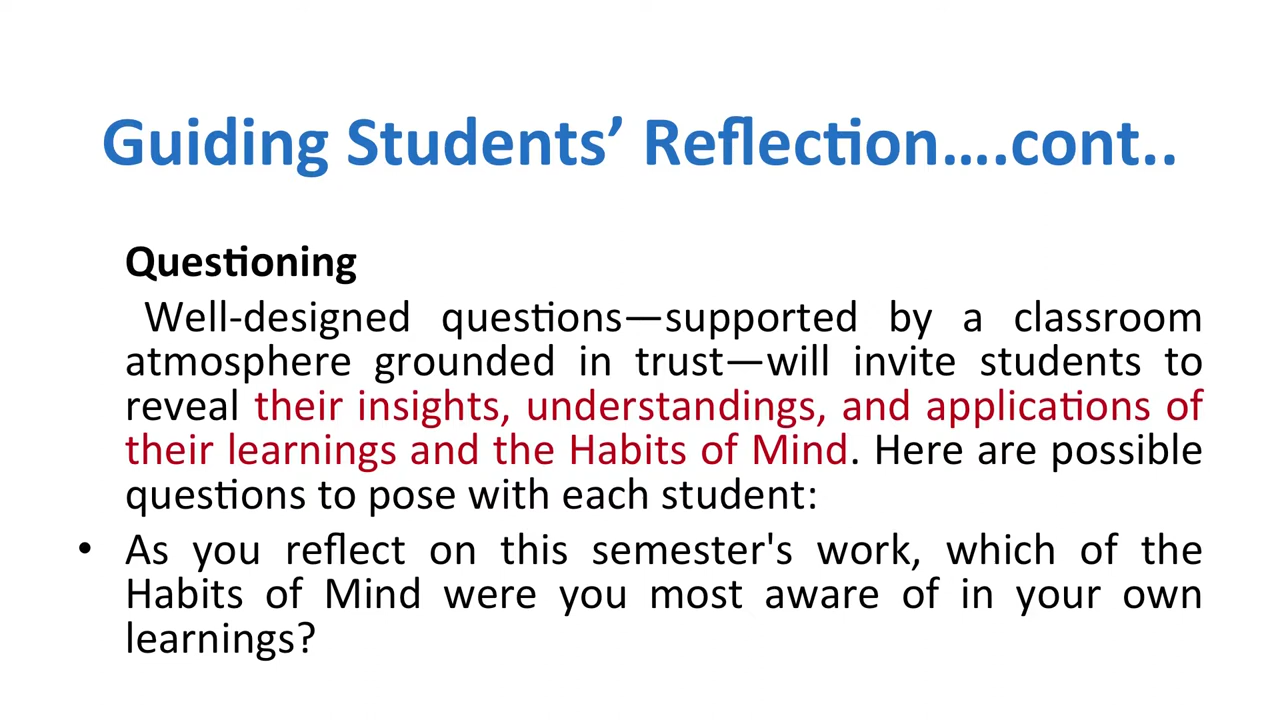 Guiding Students’ Reflection….cont..
Questioning
Well-designed questions—supported by a classroom
atmosphere grounded in trust—will invite students to
reveal their insights, understandings, and applications of
their learnings and the Habits of Mind. Here are possible
questions to pose with each student:
• As you reflect on this semester's work, which of the
Habits of Mind were you most aware of in your own
learnings?